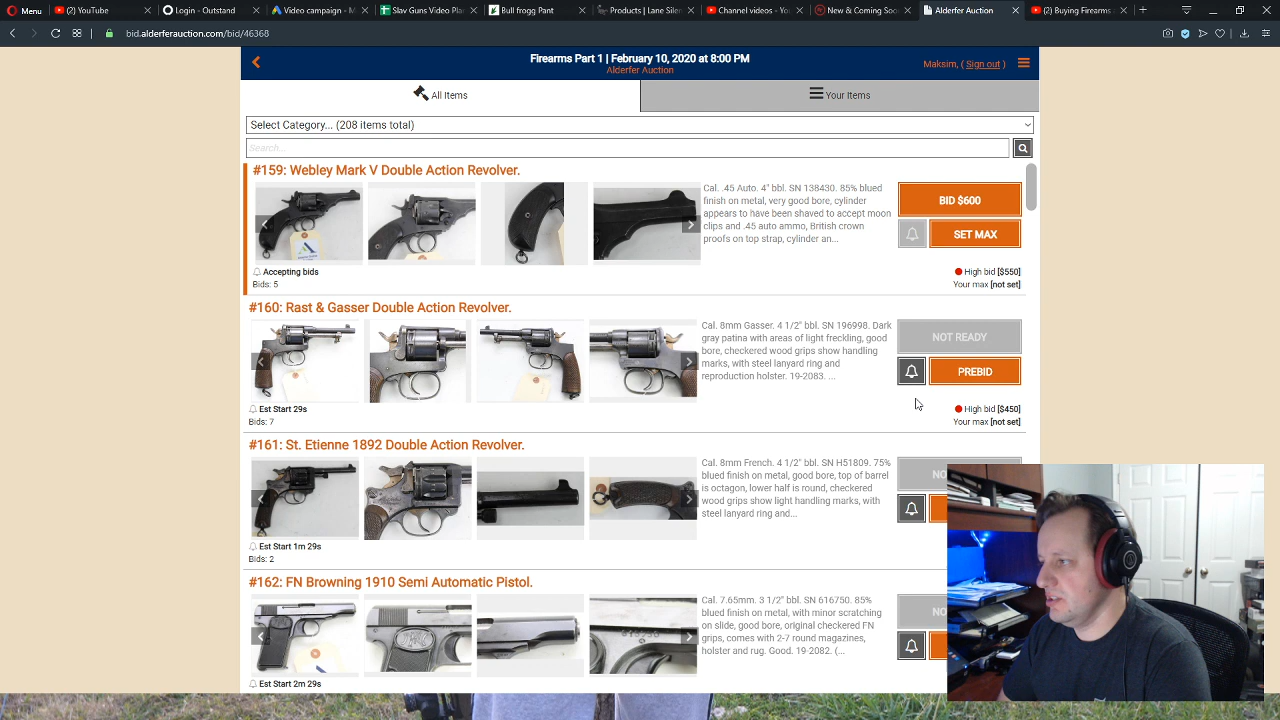 Menu
(2) YouTube
Login - Outstand
Video campaign - M
Slav Guns Video Plan
Bull frogg Pant
Products | Lane Silen
Channel videos - Yo
New & Coming Soo
Alderfer Auction
(2) Buying Firearms
bid.alderferauction.com/bid/46368
Firearms Part 1 | February 10, 2020 at 8:00 PM
Alderfer Auction
Maksim, ( Sign out )
All Items
Your Items
Select Category... (208 items total)
Search...
#159: Webley Mark V Double Action Revolver.
Cal. .45 Auto. 4" bbl. SN 138430. 85% blued
finish on metal, very good bore, cylinder
appears to have been shaved to accept moon
clips and .45 auto ammo, British crown
proofs on top strap, cylinder an...
BID $600
SET MAX
Accepting bids
Bids: 5
High bid [$550]
Your max [not set]
#160: Rast & Gasser Double Action Revolver.
Cal. 8mm Gasser. 4 1/2" bbl. SN 196998. Dark
gray patina with areas of light freckling, good
bore, checkered wood grips show handling
marks, with steel lanyard ring and
reproduction holster. 19-2083. ...
NOT READY
PREBID
Est Start 29s
Bids: 7
High bid [$450]
Your max [not set]
#161: St. Etienne 1892 Double Action Revolver.
Cal. 8mm French. 4 1/2" bbl. SN H51809. 75%
blued finish on metal, good bore, top of barrel
is octagon, lower half is round, checkered
wood grips show light handling marks, with
steel lanyard ring and...
NO
Est Start 1m 29s
Bids: 2
#162: FN Browning 1910 Semi Automatic Pistol.
Cal. 7.65mm. 3 1/2" bbl. SN 616750. 85%
blued finish on metal, with minor scratching
on slide, good bore, original checkered FN
grips, comes with 2-7 round magazines,
holster and rug. Good. 19-2082. (...
NO
Est Start 2m 29s